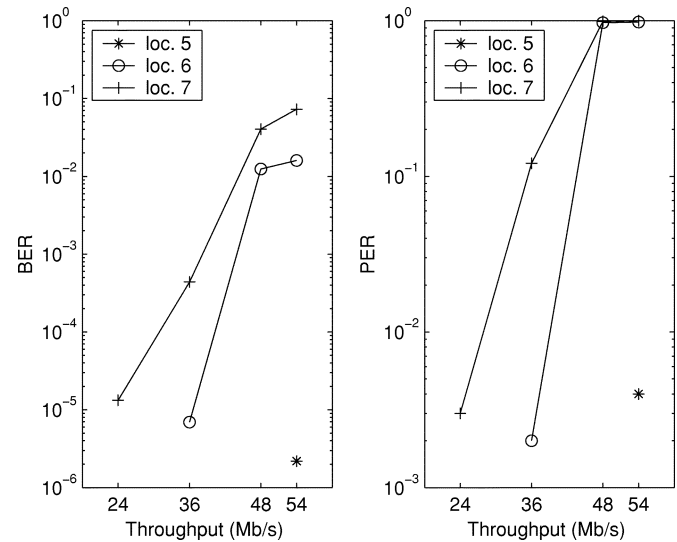 10^0
10^-1
10^-2
10^-3
10^-4
10^-5
10^-6
BER
loc. 5
loc. 6
loc. 7
24 36 48 54
Throughput (Mb/s)
10^0
10^-1
10^-2
10^-3
PER
loc. 5
loc. 6
loc. 7
24 36 48 54
Throughput (Mb/s)